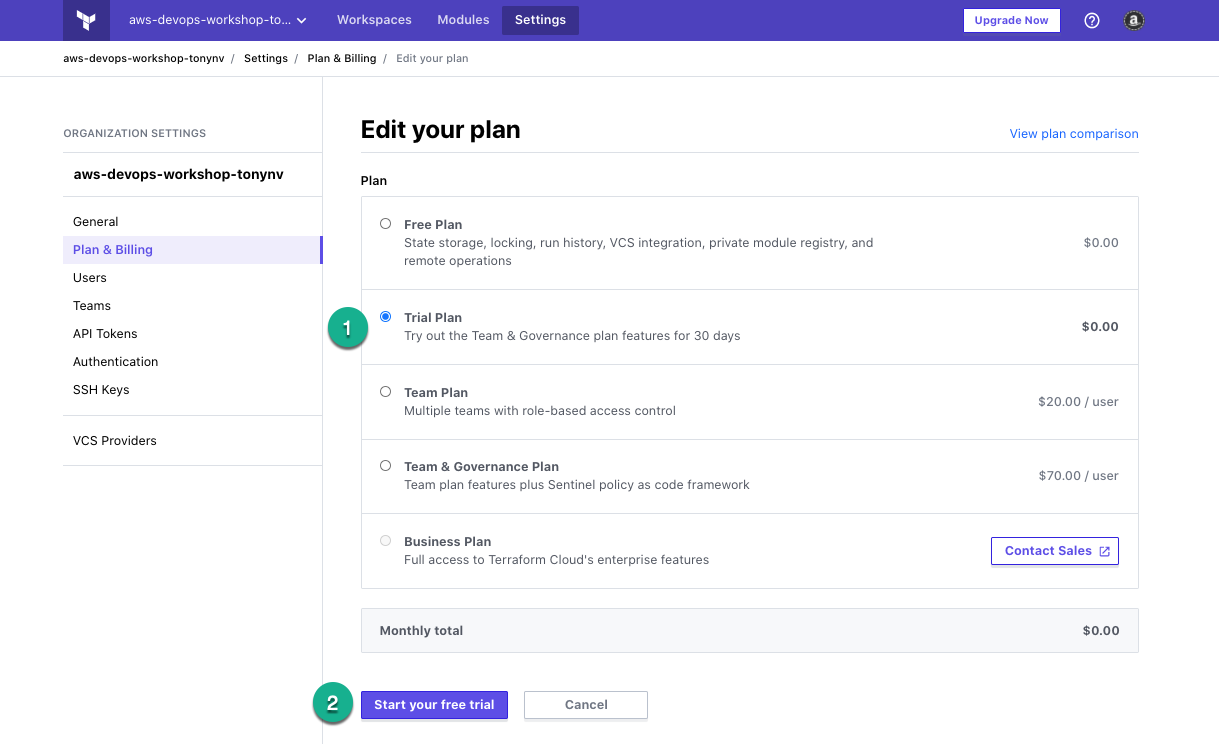 aws-devops-workshop-to... Workspaces Modules Settings Upgrade Now ? a
aws-devops-workshop-tonynv / Settings / Plan & Billing / Edit your plan
ORGANIZATION SETTINGS
aws-devops-workshop-tonynv
General
Plan & Billing
Users
Teams
API Tokens
Authentication
SSH Keys
VCS Providers
Edit your plan
View plan comparison
Plan
Free Plan
State storage, locking, run history, VCS integration, private module registry, and
remote operations
$0.00
1
Trial Plan
Try out the Team & Governance plan features for 30 days
$0.00
Team Plan
Multiple teams with role-based access control
$20.00 / user
Team & Governance Plan
Team plan features plus Sentinel policy as code framework
$70.00 / user
Business Plan
Full access to Terraform Cloud's enterprise features
Contact Sales
Monthly total $0.00
2
Start your free trial Cancel